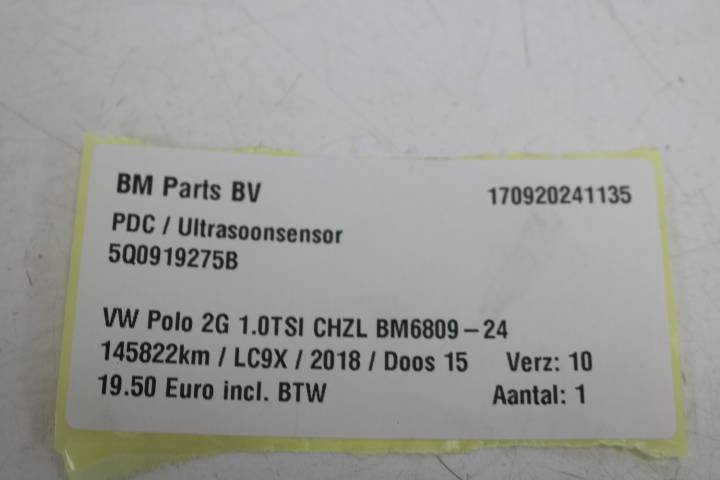 BM Parts BV 170920241135
PDC / Ultrasoonsensor
5Q0919275B
VW Polo 2G 1.0TSI CHZL BM6809-24
145822km / LC9X / 2018 / Doos 15 Verz: 10
19.50 Euro incl. BTW Aantal: 1